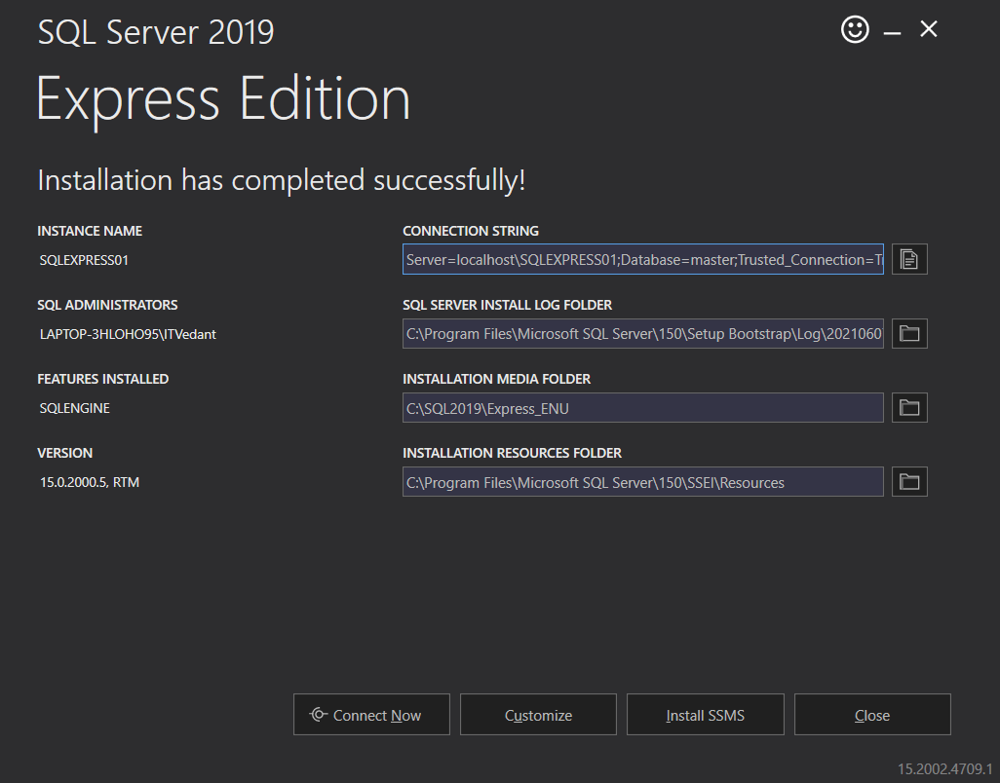 SQL Server 2019
Express Edition
Installation has completed successfully!
INSTANCE NAME
SQLEXPRESS01
CONNECTION STRING
Server=localhost\SQLEXPRESS01;Database=master;Trusted_Connection=Tr
SQL ADMINISTRATORS
LAPTOP-3HLOHO95\ITVedant
SQL SERVER INSTALL LOG FOLDER
C:\Program Files\Microsoft SQL Server\150\Setup Bootstrap\Log\2021060
FEATURES INSTALLED
SQLENGINE
INSTALLATION MEDIA FOLDER
C:\SQL2019\Express_ENU
VERSION
15.0.2000.5, RTM
INSTALLATION RESOURCES FOLDER
C:\Program Files\Microsoft SQL Server\150\SSEI\Resources
Connect Now
Customize
Install SSMS
Close
15.2002.4709.1